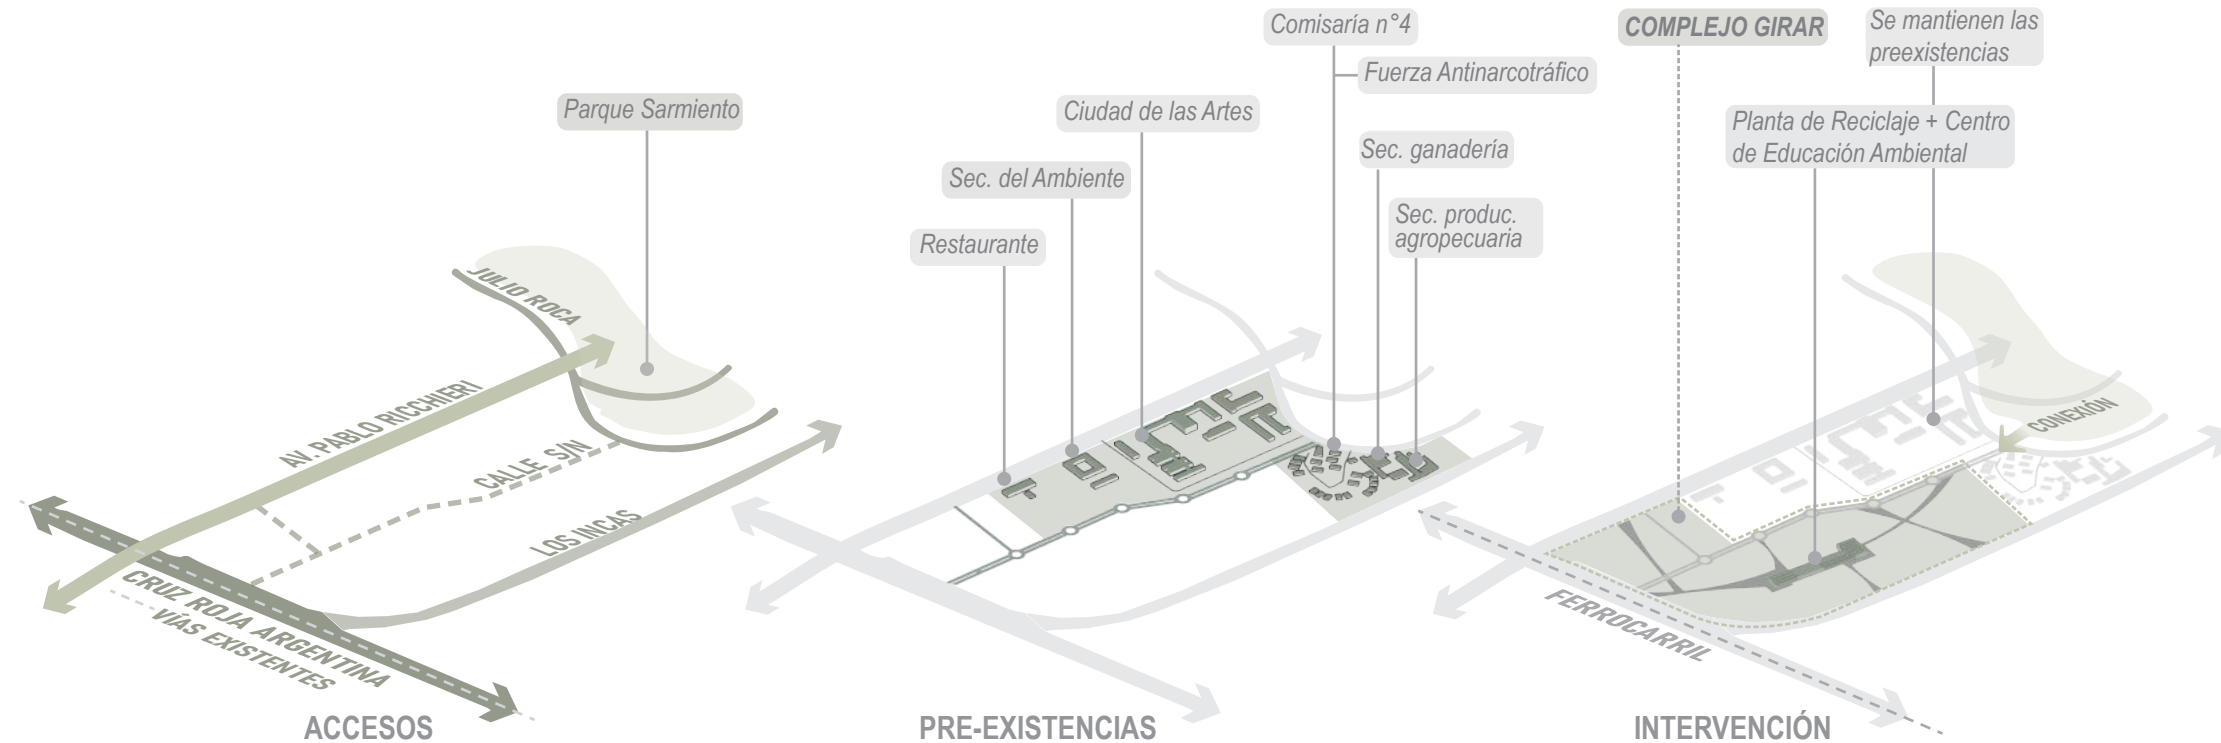 Parque Sarmiento
JULIO ROCA
AV. PABLO RICCHIERI
CALLE S/N
LOS INCAS
CRUZ ROJA ARGENTINA
VÍAS EXISTENTES
ACCESOS
Comisaría n°4
Fuerza Antinarcotráfico
Ciudad de las Artes
Sec. ganadería
Sec. del Ambiente
Sec. produc.
agropecuaria
Restaurante
PRE-EXISTENCIAS
COMPLEJO GIRAR
Se mantienen las
preexistencias
Planta de Reciclaje + Centro
de Educación Ambiental
CONEXIÓN
FERROCARRIL
INTERVENCIÓN